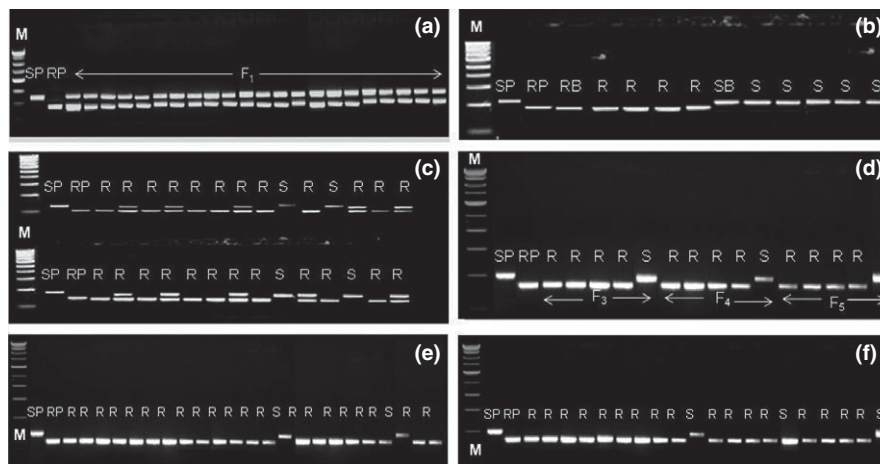 (a)
M
SP RP F1
(b)
M
SP RP RB R R R R SB S S S S S
(c)
SP RP R R R R R R R S R S R R R
M
SP RP R R R R R R R S R S R R
(d)
M
SP RP R R R R S R R R R S R R R R
F3 F4 F5
(e)
SP RP R R R R R R R R R R R R S R R R R R S R R
M
(f)
SP RP R R R R R R R R R S R R R R S R R R R S
M